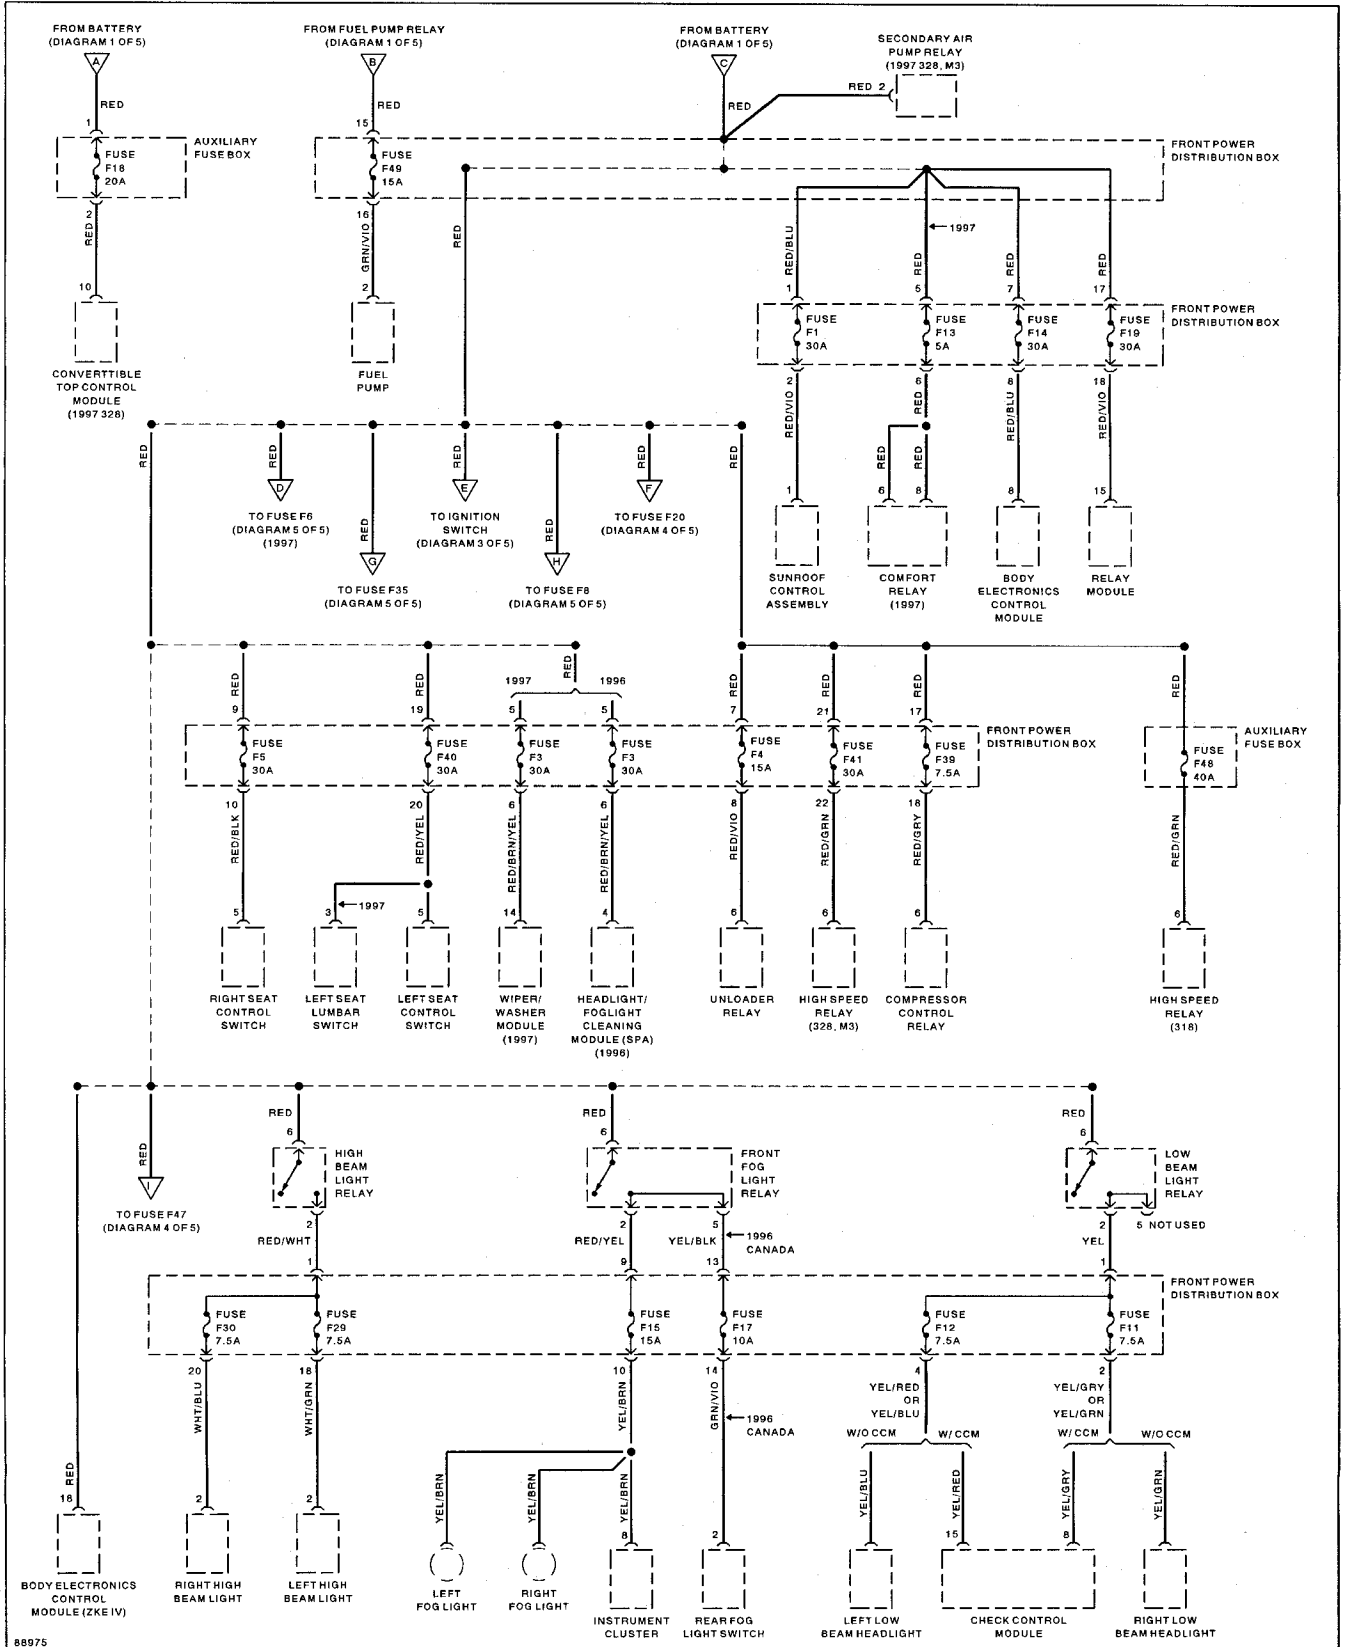 FROM BATTERY
(DIAGRAM 1 OF 5)
A
RED
1
FROM FUEL PUMP RELAY
(DIAGRAM 1 OF 5)
B
RED
15
FROM BATTERY
(DIAGRAM 1 OF 5)
C
RED
RED 2
SECONDARY AIR
PUMP RELAY
(1997 328, M3)
FUSE
F18
20A
AUXILIARY
FUSE BOX
FUSE
F49
15A
FRONT POWER
DISTRIBUTION BOX
2
RED
10
CONVERTTIBLE
TOP CONTROL
MODULE
(1997 328)
16
GRN/VIO
2
FUEL
PUMP
RED
RED/BLU
1
1997
RED
5
RED
7
RED
17
FUSE
F1
30A
FUSE
F13
5A
FUSE
F14
30A
FUSE
F19
30A
FRONT POWER
DISTRIBUTION BOX
2
RED/VIO
1
6
RED
RED
RED
6
8
8
RED/BLU
8
18
RED/VIO
15
SUNROOF
CONTROL
ASSEMBLY
COMFORT
RELAY
(1997)
BODY
ELECTRONICS
CONTROL
MODULE
RELAY
MODULE
RED
RED
D
TO FUSE F6
(DIAGRAM 5 OF 5)
(1997)
RED
G
TO FUSE F35
(DIAGRAM 5 OF 5)
RED
E
TO IGNITION
SWITCH
(DIAGRAM 3 OF 5)
RED
H
TO FUSE F8
(DIAGRAM 5 OF 5)
RED
F
TO FUSE F20
(DIAGRAM 4 OF 5)
RED
RED
9
RED
19
RED
1997
1996
5
5
RED
7
RED
21
RED
17
RED
FUSE
F5
30A
FUSE
F40
30A
FUSE
F3
30A
FUSE
F3
30A
FUSE
F4
15A
FUSE
F41
30A
FUSE
F39
7.5A
FRONT POWER
DISTRIBUTION BOX
FUSE
F48
40A
AUXILIARY
FUSE BOX
10
RED/BLK
5
20
RED/YEL
1997
3
5
6
RED/BRN/YEL
14
6
RED/BRN/YEL
4
8
RED/VIO
6
22
RED/GRN
6
18
RED/GRY
6
RED/GRN
6
RIGHT SEAT
CONTROL
SWITCH
LEFT SEAT
LUMBAR
SWITCH
LEFT SEAT
CONTROL
SWITCH
WIPER/
WASHER
MODULE
(1997)
HEADLIGHT/
FOGLIGHT
CLEANING
MODULE (SPA)
(1996)
UNLOADER
RELAY
HIGH SPEED
RELAY
(328, M3)
COMPRESSOR
CONTROL
RELAY
HIGH SPEED
RELAY
(318)
RED
I
TO FUSE F47
(DIAGRAM 4 OF 5)
RED
6
HIGH
BEAM
LIGHT
RELAY
RED
6
FRONT
FOG
LIGHT
RELAY
RED
6
LOW
BEAM
LIGHT
RELAY
2
RED/WHT
1
2
RED/YEL
9
5
YEL/BLK
1996
CANADA
13
2
YEL
1
5 NOT USED
FUSE
F30
7.5A
FUSE
F29
7.5A
FUSE
F15
15A
FUSE
F17
10A
FUSE
F12
7.5A
FUSE
F11
7.5A
FRONT POWER
DISTRIBUTION BOX
20
WHT/BLU
2
18
WHT/GRN
2
10
YEL/BRN
14
GRN/VIO
1996
CANADA
4
YEL/RED
OR
YEL/BLU
2
YEL/GRY
OR
YEL/GRN
W/O CCM
W/ CCM
W/ CCM
W/O CCM
RED
18
YEL/BRN
YEL/BRN
YEL/BRN
8
2
YEL/BLU
YEL/RED
15
YEL/GRY
8
YEL/GRN
BODY ELECTRONICS
CONTROL
MODULE (ZKE IV)
RIGHT HIGH
BEAM LIGHT
LEFT HIGH
BEAM LIGHT
LEFT
FOG LIGHT
RIGHT
FOG LIGHT
INSTRUMENT
CLUSTER
REAR FOG
LIGHT SWITCH
LEFT LOW
BEAM HEADLIGHT
CHECK CONTROL
MODULE
RIGHT LOW
BEAM HEADLIGHT
88975